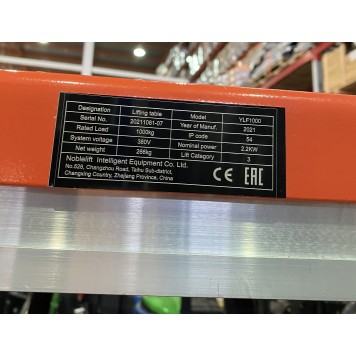 Designation Lifting table Model YLF1000
Serial No. 20211081-07 Year of Manuf. 2021
Rated Load 1000kg IP code 54
System voltage 380V Nominal power 2.2KW
Net weight 266kg Lift Category 3
Noblelift Intelligent Equipment Co. Ltd.
No.528, Changzhou Road, Taihu Sub-district,
Changxing Country, Zhejiang Province, China
CE EAC